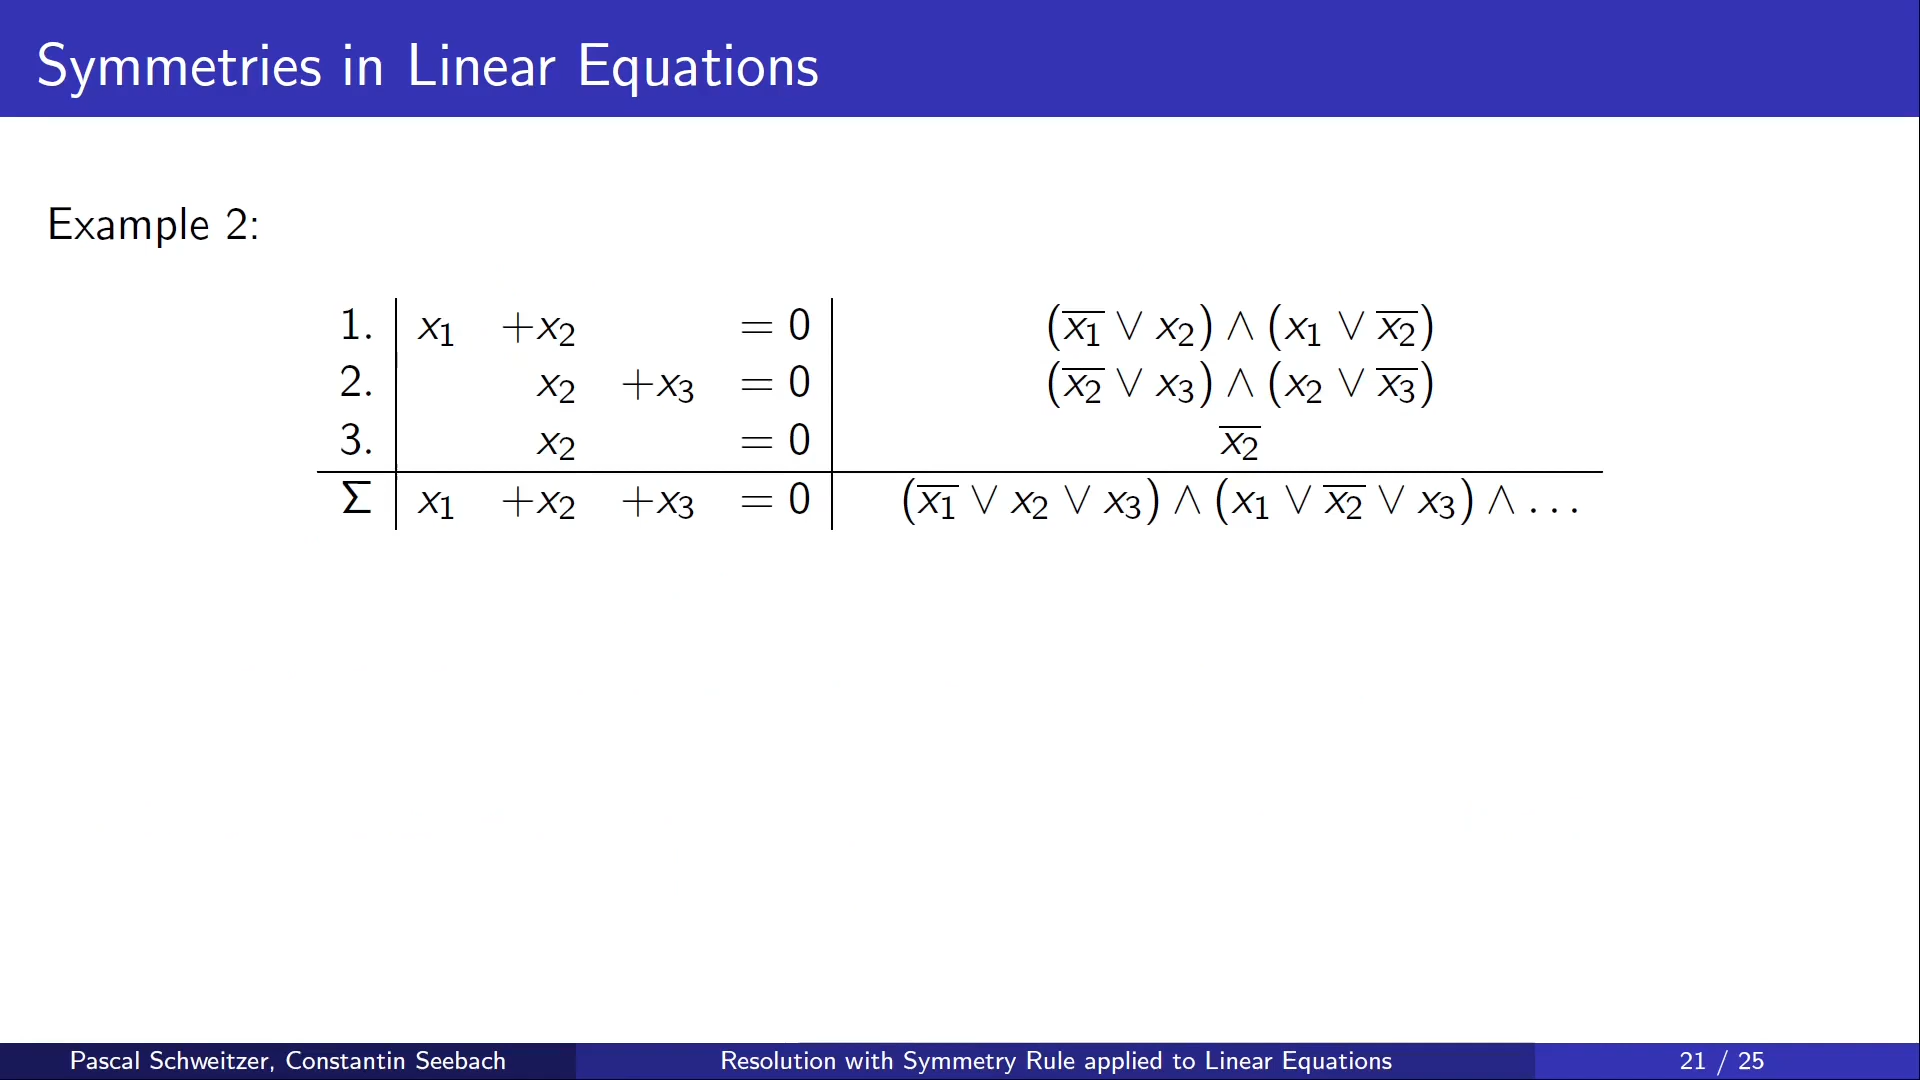 Symmetries in Linear Equations
Example 2:
1. x₁ +x₂ = 0 (x̅₁ ∨ x₂) ∧ (x₁ ∨ x̅₂)
2. x₂ +x₃ = 0 (x̅₂ ∨ x₃) ∧ (x₂ ∨ x̅₃)
3. x₂ = 0 x̅₂
Σ x₁ +x₂ +x₃ = 0 (x̅₁ ∨ x₂ ∨ x₃) ∧ (x₁ ∨ x̅₂ ∨ x₃) ∧ . . .
Pascal Schweitzer, Constantin Seebach Resolution with Symmetry Rule applied to Linear Equations 21 / 25